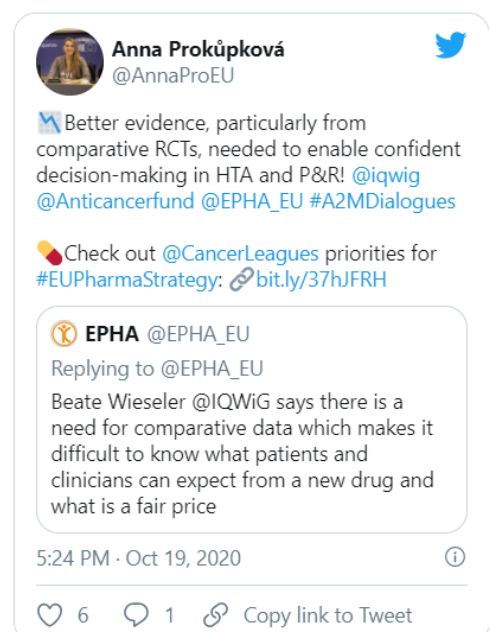 Anna Prokůpková
@AnnaProEU
Better evidence, particularly from
comparative RCTs, needed to enable confident
decision-making in HTA and P&R! @iqwig
@Anticancerfund @EPHA_EU #A2MDialogues
Check out @CancerLeagues priorities for
#EUPharmaStrategy: bit.ly/37hJFRH
EPHA @EPHA_EU
Replying to @EPHA_EU
Beate Wieseler @IQWiG says there is a
need for comparative data which makes it
difficult to know what patients and
clinicians can expect from a new drug and
what is a fair price
5:24 PM · Oct 19, 2020
6 1 Copy link to Tweet